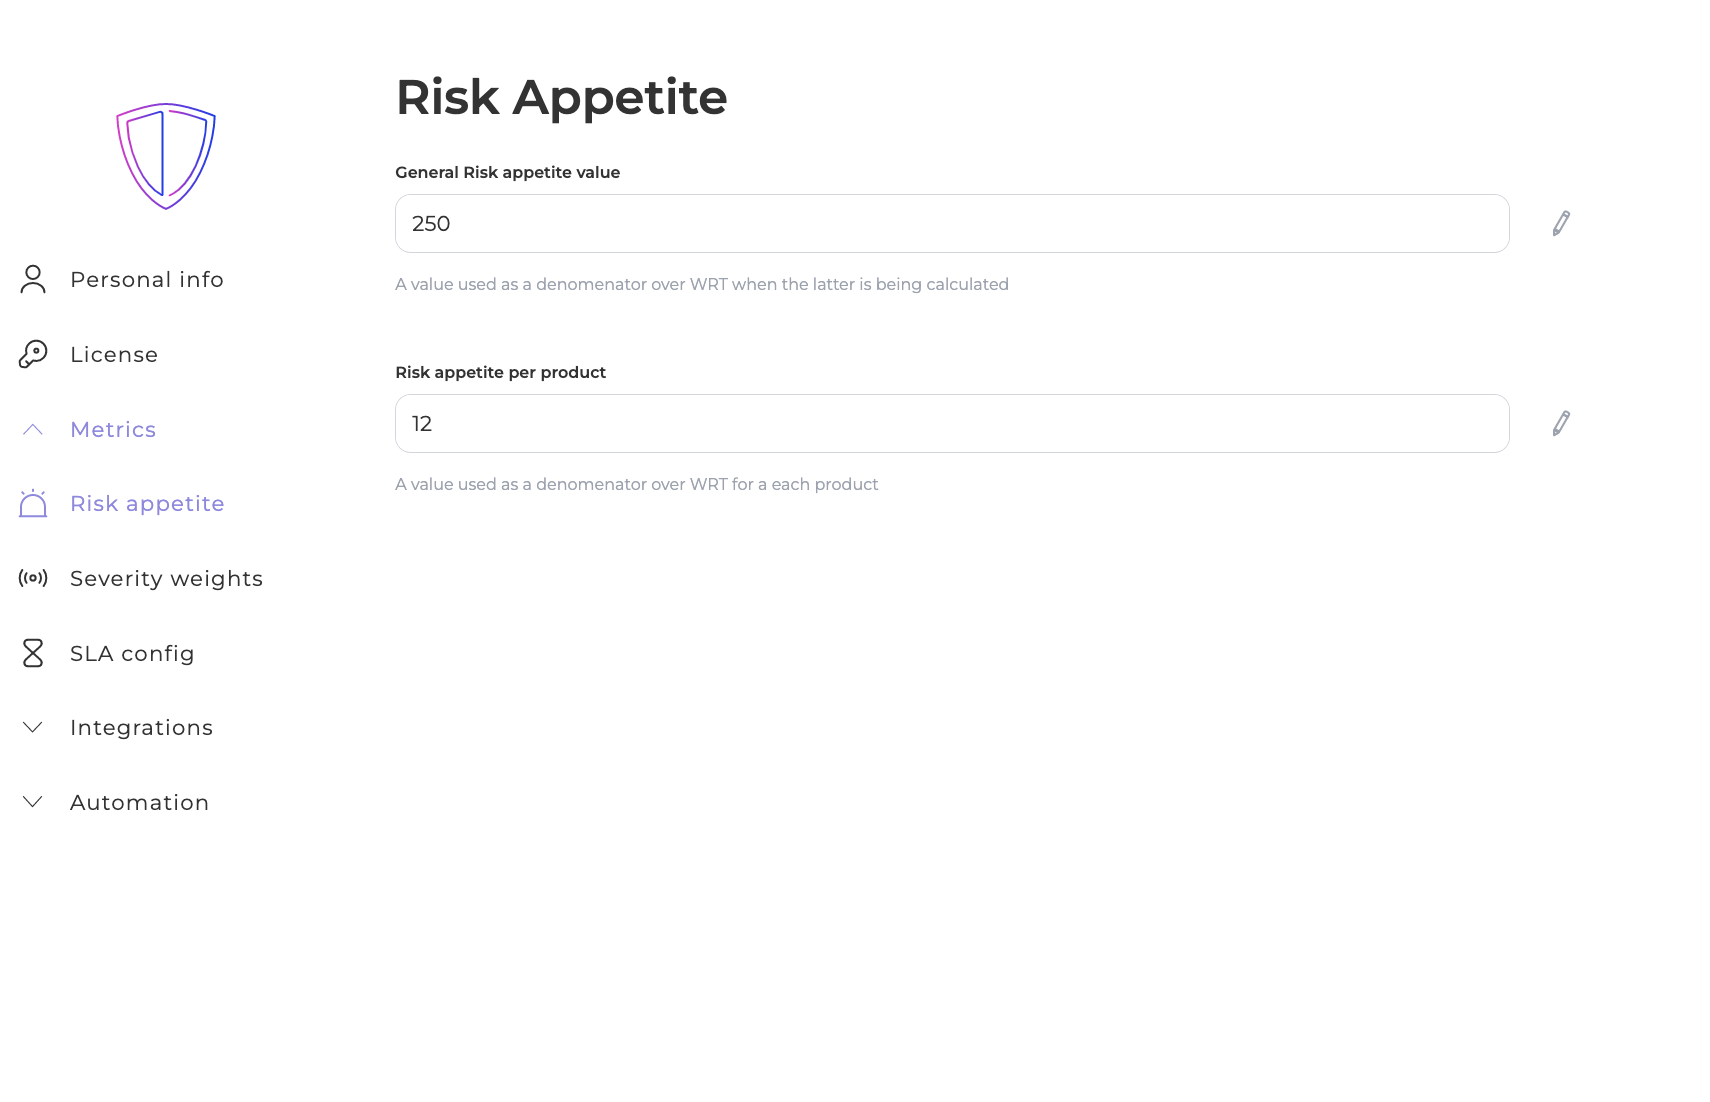 Risk Appetite
General Risk appetite value
250
A value used as a denomenator over WRT when the latter is being calculated
Risk appetite per product
12
A value used as a denomenator over WRT for a each product
Personal info
License
Metrics
Risk appetite
Severity weights
SLA config
Integrations
Automation